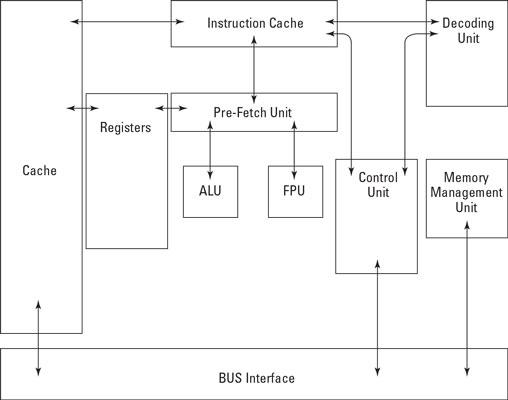 Instruction Cache
Decoding
Unit
Pre-Fetch Unit
Registers
Cache
ALU
FPU
Control
Unit
Memory
Management
Unit
BUS Interface